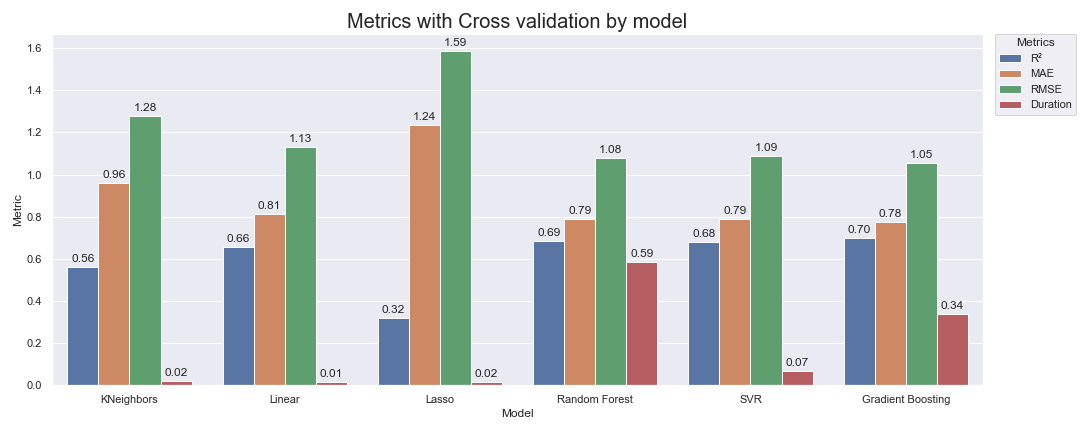 Metrics with Cross validation by model
Metrics
R²
MAE
RMSE
Duration
Metric
1.6
1.4
1.2
1.0
0.8
0.6
0.4
0.2
0.0
0.56
0.96
1.28
0.02
0.66
0.81
1.13
0.01
0.32
1.24
1.59
0.02
0.69
0.79
1.08
0.59
0.68
0.79
1.09
0.07
0.70
0.78
1.05
0.34
KNeighbors
Linear
Lasso
Random Forest
SVR
Gradient Boosting
Model